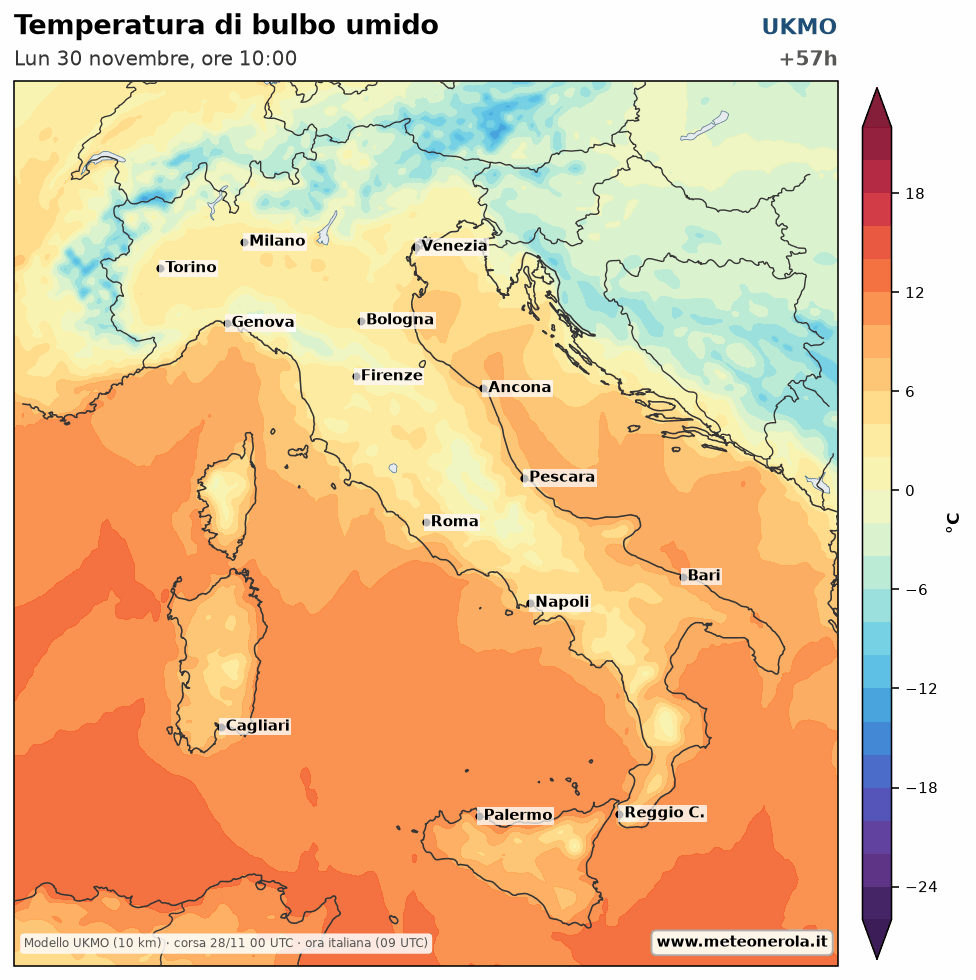 Temperatura di bulbo umido
UKMO
Lun 30 novembre, ore 10:00
+57h
Milano
Venezia
Torino
Genova
Bologna
Firenze
Ancona
Pescara
Roma
Bari
Napoli
Cagliari
Palermo
Reggio C.
18
12
6
0
−6
−12
−18
−24
°C
Modello UKMO (10 km) · corsa 28/11 00 UTC · ora italiana (09 UTC)
www.meteonerola.it